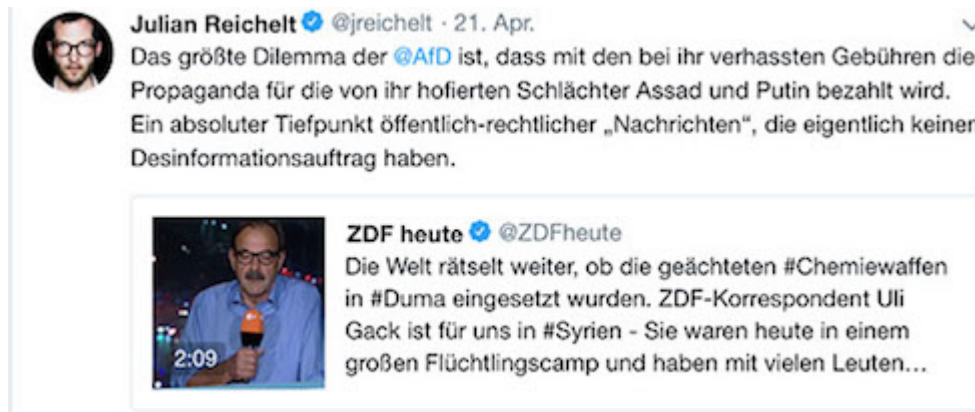 Julian Reichelt @jreichelt · 21. Apr.
Das größte Dilemma der @AfD ist, dass mit den bei ihr verhassten Gebühren die
Propaganda für die von ihr hofierten Schlächter Assad und Putin bezahlt wird.
Ein absoluter Tiefpunkt öffentlich-rechtlicher „Nachrichten“, die eigentlich keinen
Desinformationsauftrag haben.
ZDF heute @ZDFheute
Die Welt rätselt weiter, ob die geächteten #Chemiewaffen
in #Duma eingesetzt wurden. ZDF-Korrespondent Uli
Gack ist für uns in #Syrien - Sie waren heute in einem
großen Flüchtlingscamp und haben mit vielen Leuten...
2:09